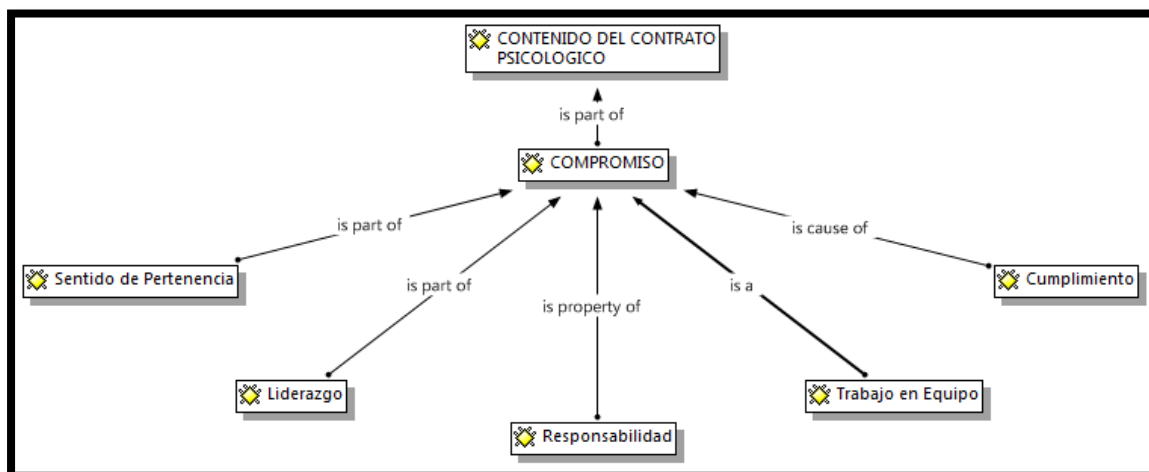 CONTENIDO DEL CONTRATO
PSICOLOGICO
is part of
COMPROMISO
is part of
is cause of
Sentido de Pertenencia
Cumplimiento
is part of
is a
is property of
Liderazgo
Trabajo en Equipo
Responsabilidad